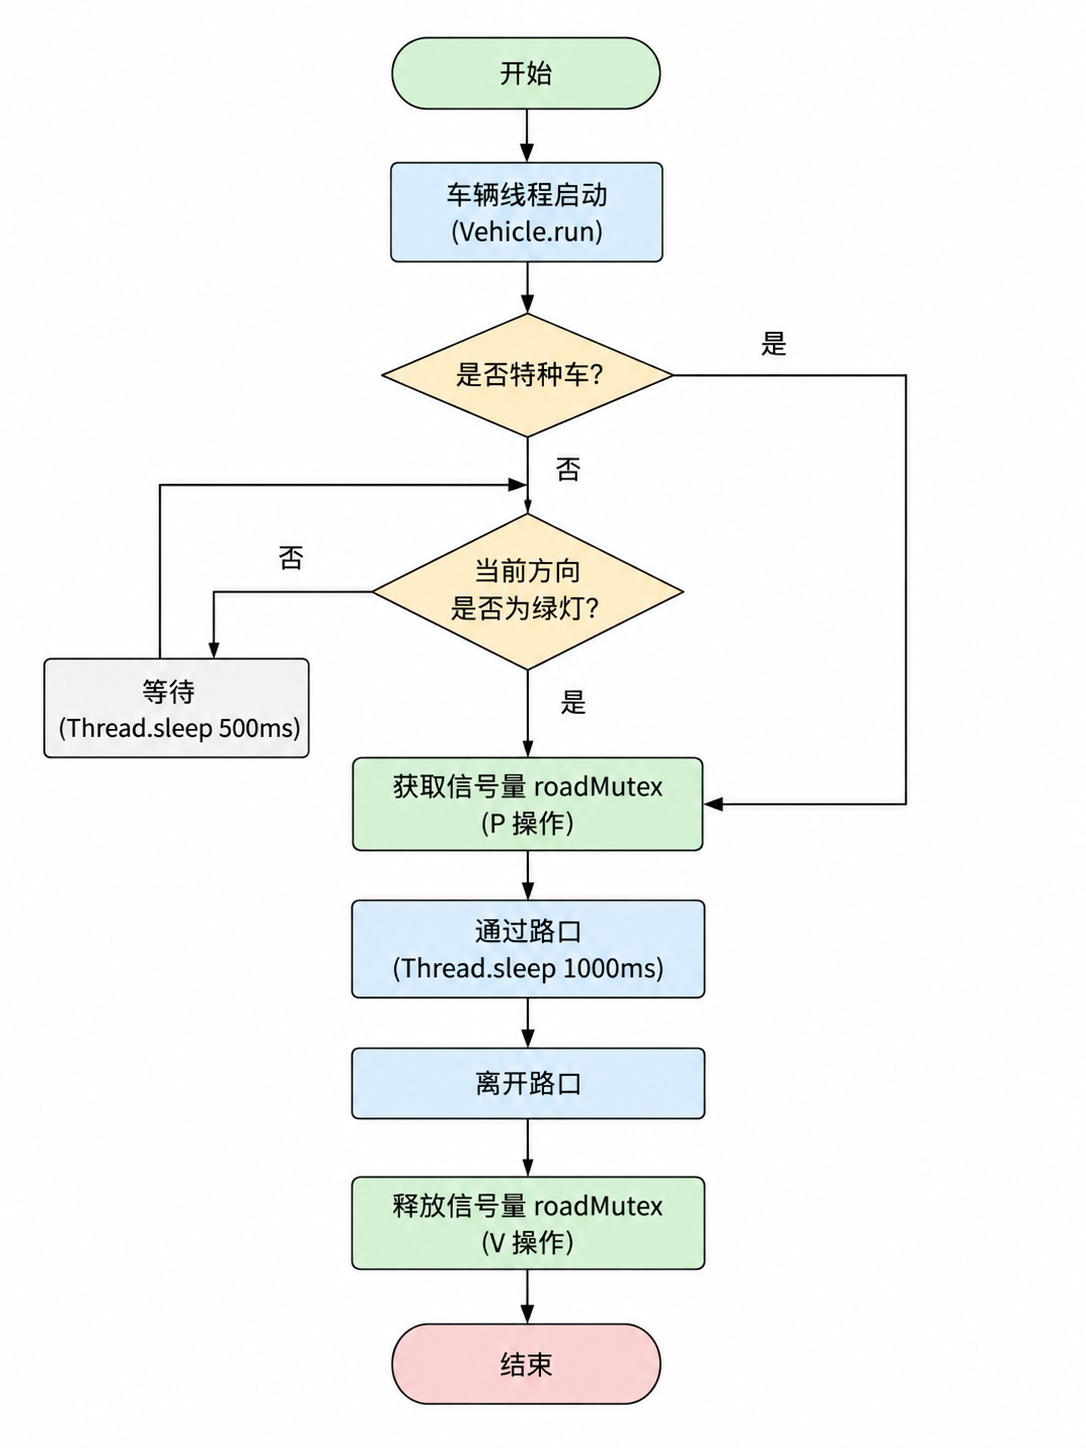 开始
车辆线程启动
(Vehicle.run)
是否特种车?
是
否
当前方向
是否为绿灯?
否
等待
(Thread.sleep 500ms)
是
获取信号量 roadMutex
(P 操作)
通过路口
(Thread.sleep 1000ms)
离开路口
释放信号量 roadMutex
(V 操作)
结束